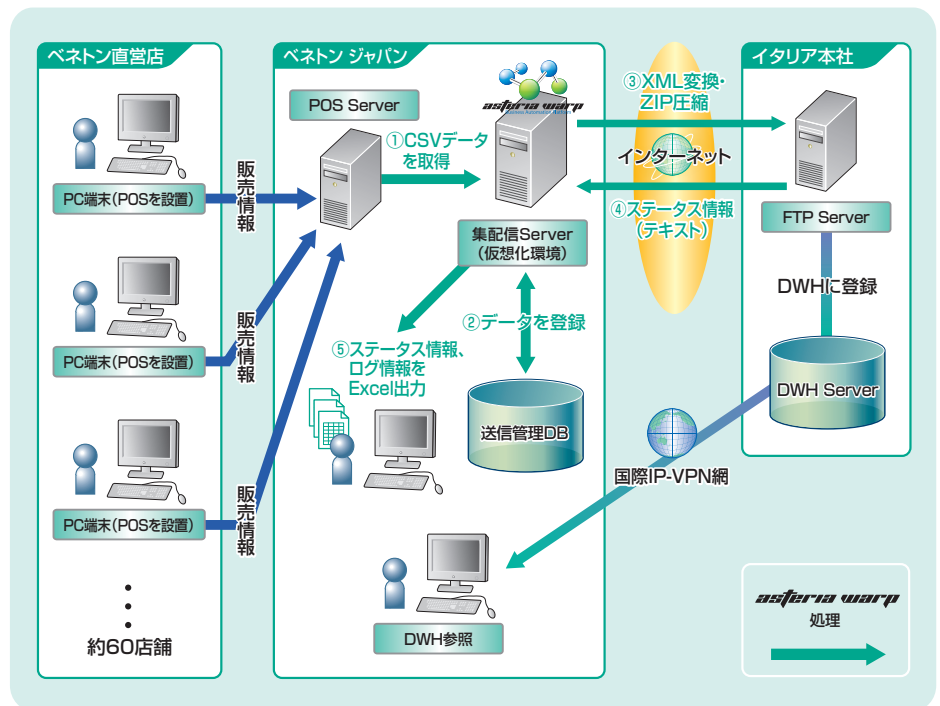 ベネトン直営店
PC端末(POSを設置)
PC端末(POSを設置)
PC端末(POSを設置)
約60店舗
販売情報
販売情報
販売情報
ベネトン ジャパン
POS Server
①CSVデータ
を取得
asteria warp
集配信Server
(仮想化環境)
②データを登録
⑤ステータス情報、
ログ情報を
Excel出力
送信管理DB
DWH参照
③XML変換・
ZIP圧縮
インターネット
④ステータス情報
(テキスト)
国際IP-VPN網
イタリア本社
FTP Server
DWHに登録
DWH Server
asteria warp
処理